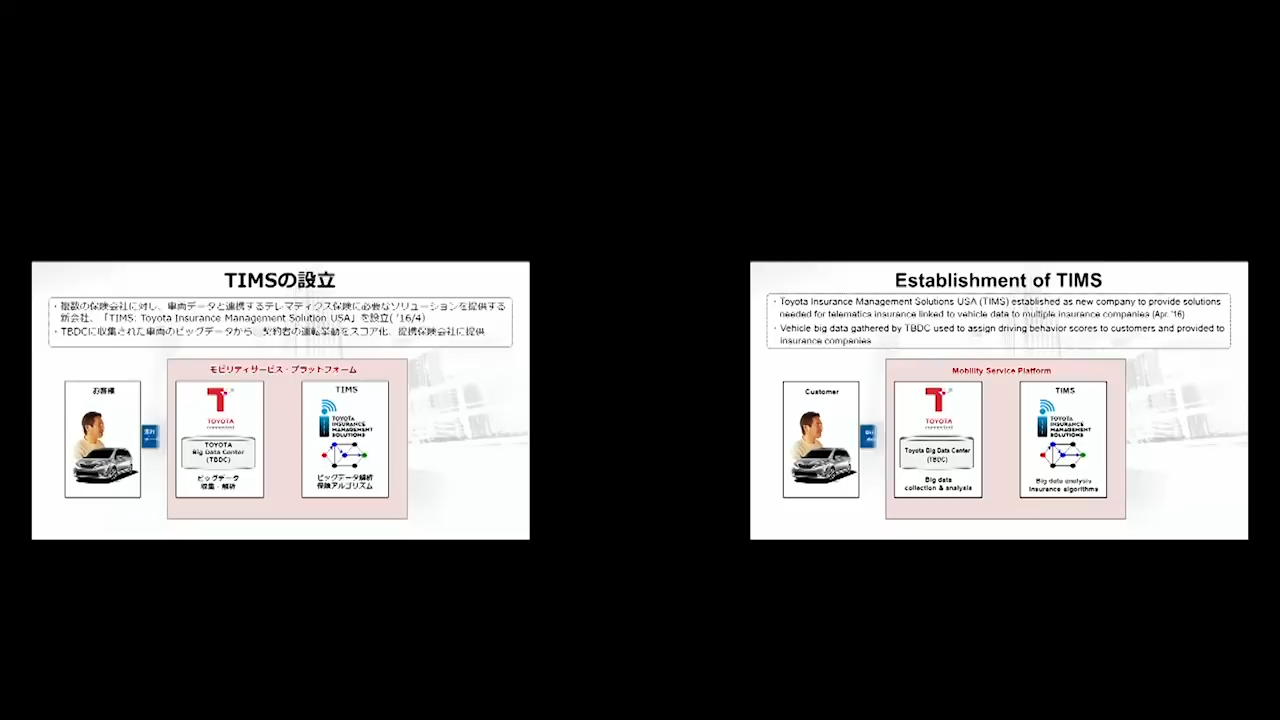 TIMSの設立
・複数の保険会社に対し、車両データと連携するテレマティクス保険に必要なソリューションを提供する
新会社、「TIMS: Toyota Insurance Management Solution USA」を設立( '16/4)
・TBDCに収集された車両のビッグデータから、契約者の運転挙動をスコア化、提携保険会社に提供
モビリティサービス・プラットフォーム
お客様
TOYOTA
connected
TOYOTA
Big Data Center
(TBDC)
ビッグデータ
収集・解析
TIMS
TOYOTA
INSURANCE
MANAGEMENT
SOLUTIONS
ビッグデータ解析
保険アルゴリズム
Establishment of TIMS
・Toyota Insurance Management Solutions USA (TIMS) established as new company to provide solutions
needed for telematics insurance linked to vehicle data to multiple insurance companies (Apr. '16)
・Vehicle big data gathered by TBDC used to assign driving behavior scores to customers and provided to
insurance companies
Mobility Service Platform
Customer
TOYOTA
connected
Toyota Big Data Center
(TBDC)
Big data
collection & analysis
TIMS
TOYOTA
INSURANCE
MANAGEMENT
SOLUTIONS
Big data analysis
Insurance algorithms